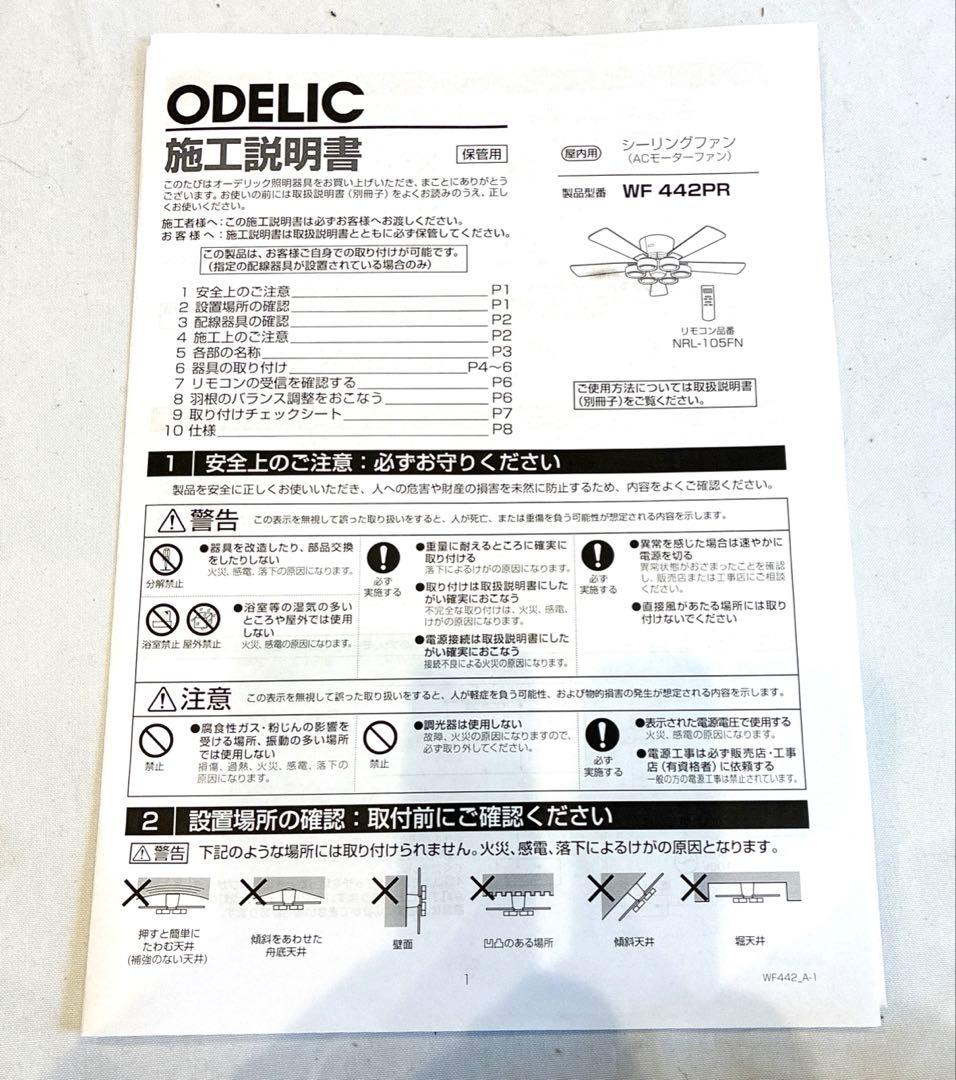 ODELIC
施工説明書
保管用
このたびはオーデリック照明器具をお買い上げいただき、まことにありがとう
ございます。お使いの前には取扱説明書(別冊子)をよくお読みのうえ、正し
くお使いください。
施工者様へ：この施工説明書は必ずお客様へお渡しください。
お客様へ：施工説明書は取扱説明書とともに必ず保管してください。
この製品は、お客様ご自身での取り付けが可能です。
(指定の配線器具が設置されている場合のみ)
屋内用
シーリングファン
(ACモーターファン)
製品型番 WF 442PR
リモコン品番
NRL-105FN
ご使用方法については取扱説明書
(別冊子)をご覧ください。
1 安全上のご注意 P1
2 設置場所の確認 P1
3 配線器具の確認 P2
4 施工上のご注意 P2
5 各部の名称 P3
6 器具の取り付け P4～6
7 リモコンの受信を確認する P6
8 羽根のバランス調整をおこなう P6
9 取り付けチェックシート P7
10 仕様 P8
1 安全上のご注意：必ずお守りください
製品を安全に正しくお使いいただき、人への危害や財産の損害を未然に防止するため、内容をよくご確認ください。
警告 この表示を無視して誤った取り扱いをすると、人が死亡、または重傷を負う可能性が想定される内容を示します。
分解禁止
●器具を改造したり、部品交換
をしたりしない
火災、感電、落下の原因になります。
浴室禁止 屋外禁止
●浴室等の湿気の多い
ところや屋外では使用
しない
火災、感電の原因になります。
必ず
実施する
●重量に耐えるところに確実に
取り付ける
落下によるけがの原因になります。
●取り付けは取扱説明書にした
がい確実におこなう
不完全な取り付けは、火災、感電、
けがの原因になります。
●電源接続は取扱説明書にした
がい確実におこなう
接続不良による火災の原因になります。
必ず
実施する
●異常を感じた場合は速やかに
電源を切る
異常状態がおさまったことを確認
し、販売店または工事店にご相談
ください。
●直接風があたる場所には取り
付けないでください
注意 この表示を無視して誤った取り扱いをすると、人が軽症を負う可能性、および物的損害の発生が想定される内容を示します。
禁止
●腐食性ガス・粉じんの影響を
受ける場所、振動の多い場所
では使用しない
損傷、過熱、火災、感電、落下の
原因になります。
禁止
●調光器は使用しない
故障、火災の原因になりますので、
必ず取り外してください。
必ず
実施する
●表示された電源電圧で使用する
火災、感電の原因になります。
●電源工事は必ず販売店・工事
店(有資格者)に依頼する
一般の方の電源工事は禁止されています。
2 設置場所の確認：取付前にご確認ください
警告 下記のような場所には取り付けられません。火災、感電、落下によるけがの原因となります。
押すと簡単に
たわむ天井
(補強のない天井)
傾斜をあわせた
舟底天井
壁面
凹凸のある場所
傾斜天井
堀天井
1
WF442_A-1